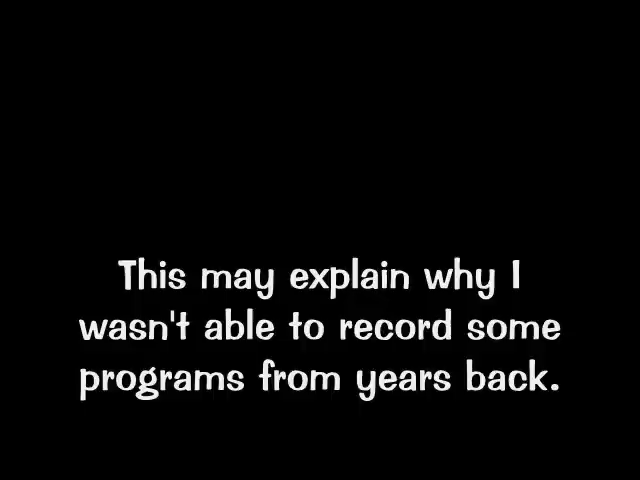 This may explain why I
wasn't able to record some
programs from years back.